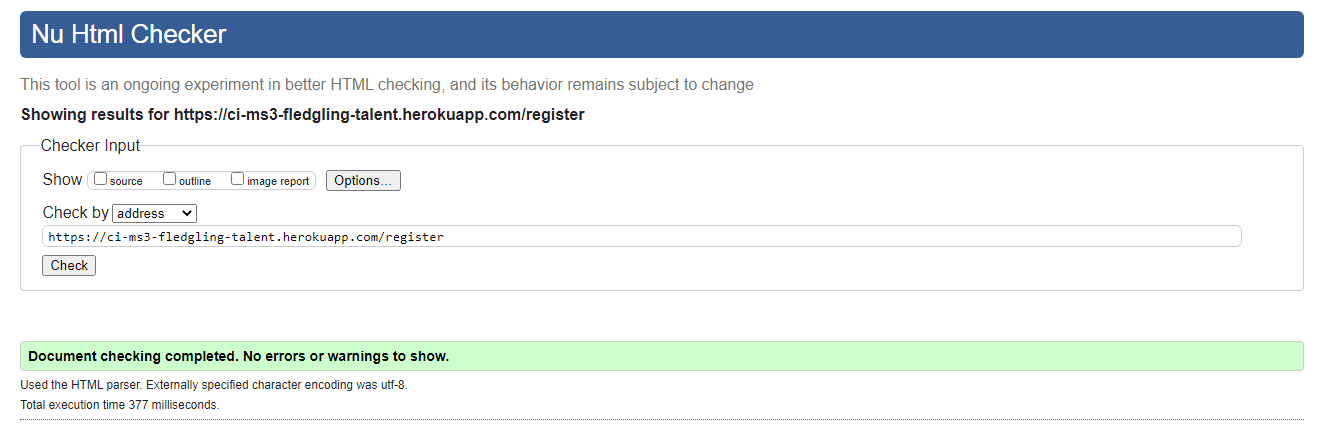 Nu Html Checker
This tool is an ongoing experiment in better HTML checking, and its behavior remains subject to change
Showing results for https://ci-ms3-fledgling-talent.herokuapp.com/register
Checker Input
Show source outline image report Options...
Check by address
https://ci-ms3-fledgling-talent.herokuapp.com/register
Check
Document checking completed. No errors or warnings to show.
Used the HTML parser. Externally specified character encoding was utf-8.
Total execution time 377 milliseconds.